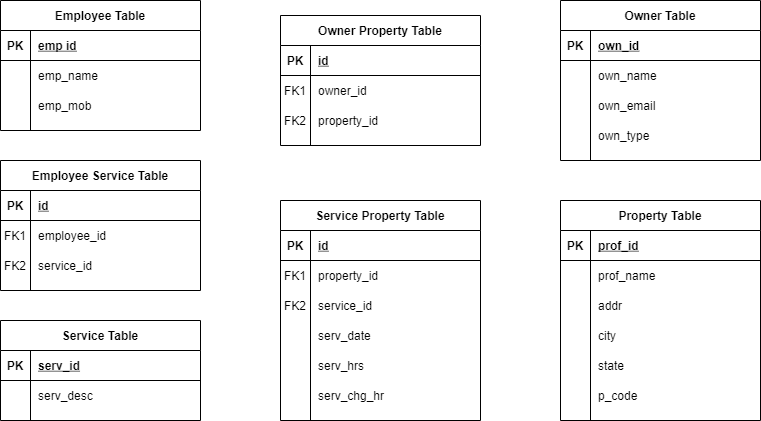 Employee Table
PK emp id
emp_name
emp_mob
Employee Service Table
PK id
FK1 employee_id
FK2 service_id
Service Table
PK serv_id
serv_desc
Owner Property Table
PK id
FK1 owner_id
FK2 property_id
Service Property Table
PK id
FK1 property_id
FK2 service_id
serv_date
serv_hrs
serv_chg_hr
Owner Table
PK own_id
own_name
own_email
own_type
Property Table
PK prof_id
prof_name
addr
city
state
p_code